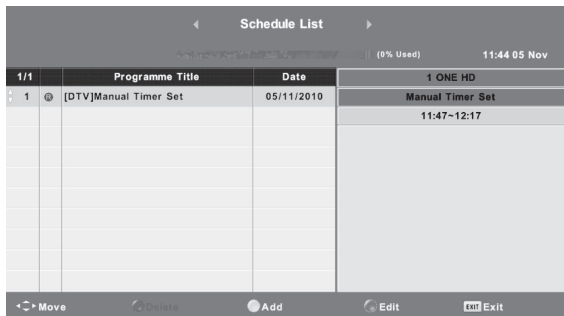 Schedule List
(0% Used) 11:44 05 Nov
1/1 Programme Title Date 1 ONE HD
1 [DTV]Manual Timer Set 05/11/2010 Manual Timer Set
11:47~12:17
Move Delete Add Edit EXIT Exit